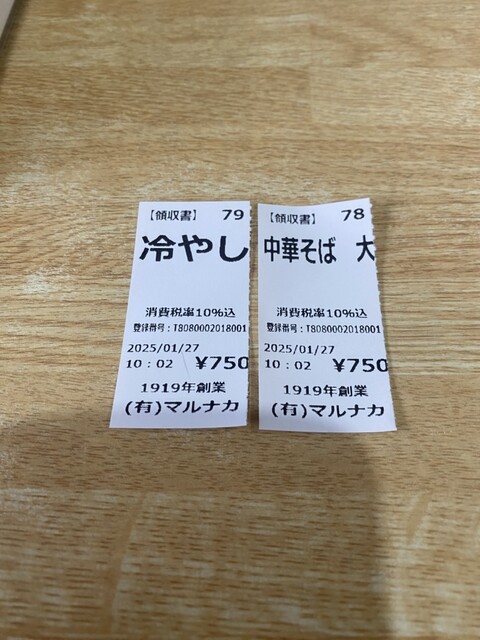 【領収書】 79
冷やし
消費税率10%込
登録番号:T8080002018001
2025/01/27
10:02 ¥750
1919年創業
(有)マルナカ
【領収書】 78
中華そば 大
消費税率10%込
登録番号:T8080002018001
2025/01/27
10:02 ¥750
1919年創業
(有)マルナカ